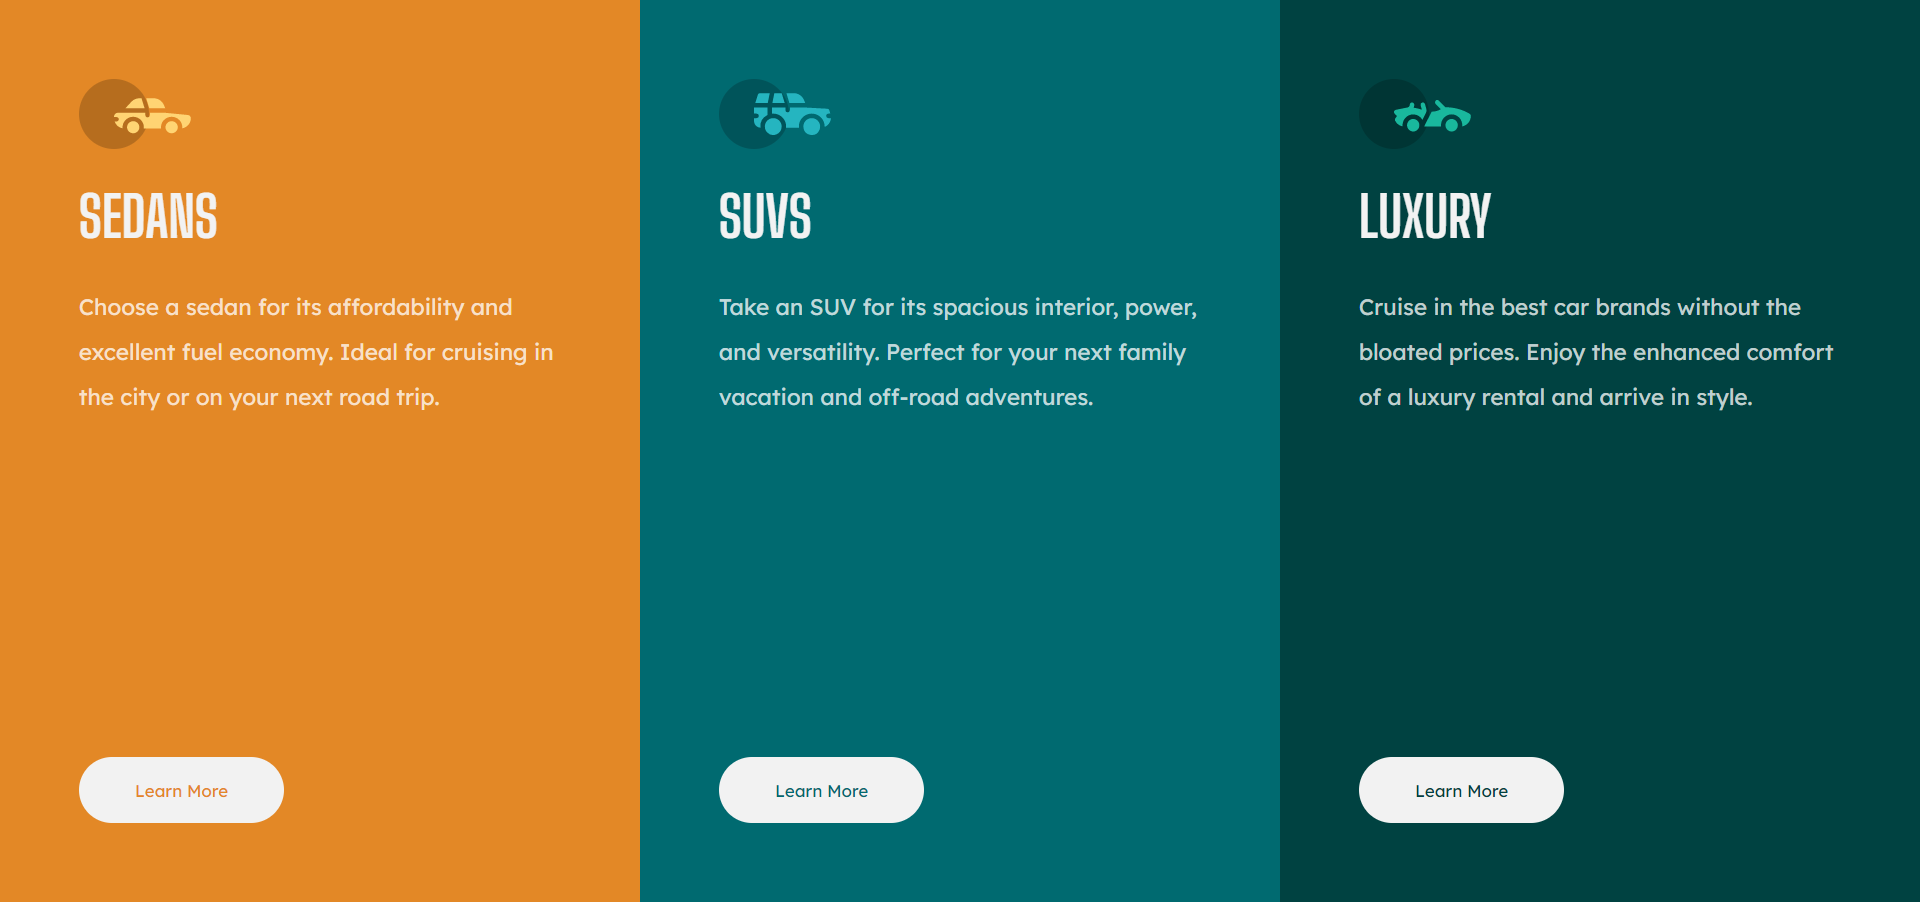 SEDANS
Choose a sedan for its affordability and
excellent fuel economy. Ideal for cruising in
the city or on your next road trip.
Learn More
SUVS
Take an SUV for its spacious interior, power,
and versatility. Perfect for your next family
vacation and off-road adventures.
Learn More
LUXURY
Cruise in the best car brands without the
bloated prices. Enjoy the enhanced comfort
of a luxury rental and arrive in style.
Learn More